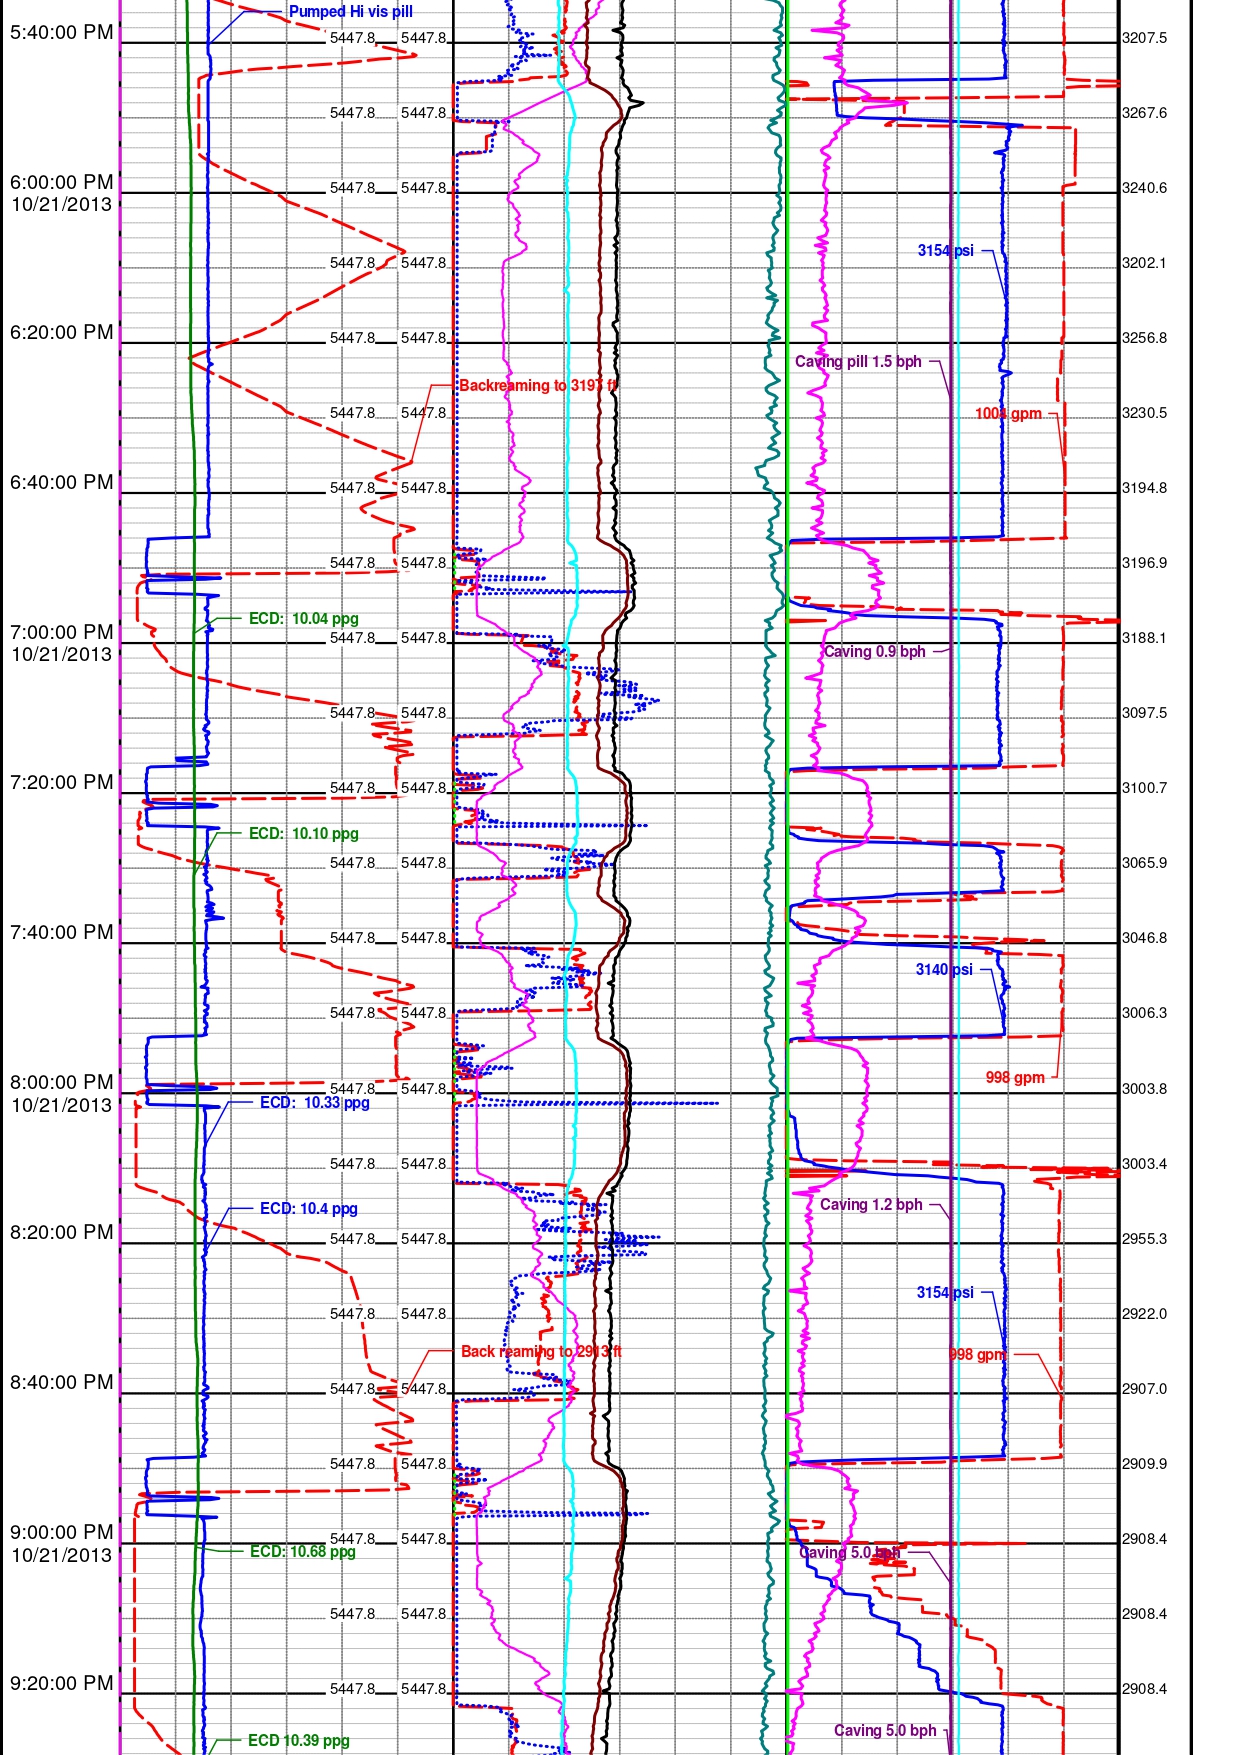 Pumped Hi vis pill
5:40:00 PM 5447.8 5447.8 3207.5
5447.8 5447.8 3267.6
6:00:00 PM 5447.8 5447.8 3240.6
10/21/2013
3154 psi
5447.8 5447.8 3202.1
6:20:00 PM 5447.8 5447.8 3256.8
Caving pill 1.5 bph
Backreaming to 3197 ft
5447.8 5447.8 1004 gpm 3230.5
6:40:00 PM 5447.8 5447.8 3194.8
5447.8 5447.8 3196.9
ECD: 10.04 ppg
7:00:00 PM 5447.8 5447.8 3188.1
10/21/2013 Caving 0.9 bph
5447.8 5447.8 3097.5
7:20:00 PM 5447.8 5447.8 3100.7
ECD: 10.10 ppg
5447.8 5447.8 3065.9
7:40:00 PM 5447.8 5447.8 3046.8
3140 psi
5447.8 5447.8 3006.3
998 gpm
8:00:00 PM 5447.8 5447.8 3003.8
10/21/2013 ECD: 10.33 ppg
5447.8 5447.8 3003.4
ECD: 10.4 ppg Caving 1.2 bph
8:20:00 PM 5447.8 5447.8 2955.3
3154 psi
5447.8 5447.8 2922.0
Back reaming to 2913 ft 998 gpm
8:40:00 PM 5447.8 5447.8 2907.0
5447.8 5447.8 2909.9
9:00:00 PM 5447.8 5447.8 2908.4
10/21/2013 ECD: 10.68 ppg Caving 5.0 bph
5447.8 5447.8 2908.4
9:20:00 PM 5447.8 5447.8 2908.4
ECD 10.39 ppg Caving 5.0 bph